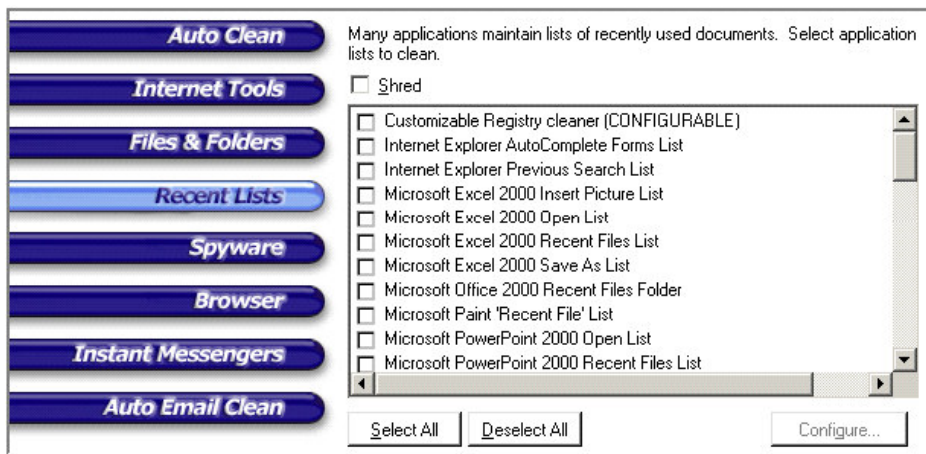 Auto Clean
Internet Tools
Files & Folders
Recent Lists
Spyware
Browser
Instant Messengers
Auto Email Clean
Many applications maintain lists of recently used documents.  Select application
lists to clean.
Shred
Customizable Registry cleaner (CONFIGURABLE)
Internet Explorer AutoComplete Forms List
Internet Explorer Previous Search List
Microsoft Excel 2000 Insert Picture List
Microsoft Excel 2000 Open List
Microsoft Excel 2000 Recent Files List
Microsoft Excel 2000 Save As List
Microsoft Office 2000 Recent Files Folder
Microsoft Paint 'Recent File' List
Microsoft PowerPoint 2000 Open List
Microsoft PowerPoint 2000 Recent Files List
Select All
Deselect All
Configure...